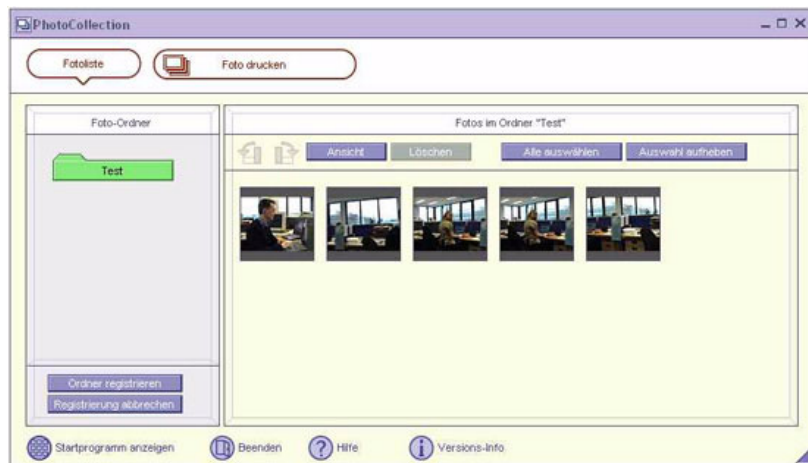 PhotoCollection
Fotoliste
Foto drucken
Foto-Ordner
Test
Ordner registrieren
Registrierung abbrechen
Fotos im Ordner "Test"
Ansicht
Löschen
Alle auswählen
Auswahl aufheben
Startprogramm anzeigen
Beenden
Hilfe
Versions-Info